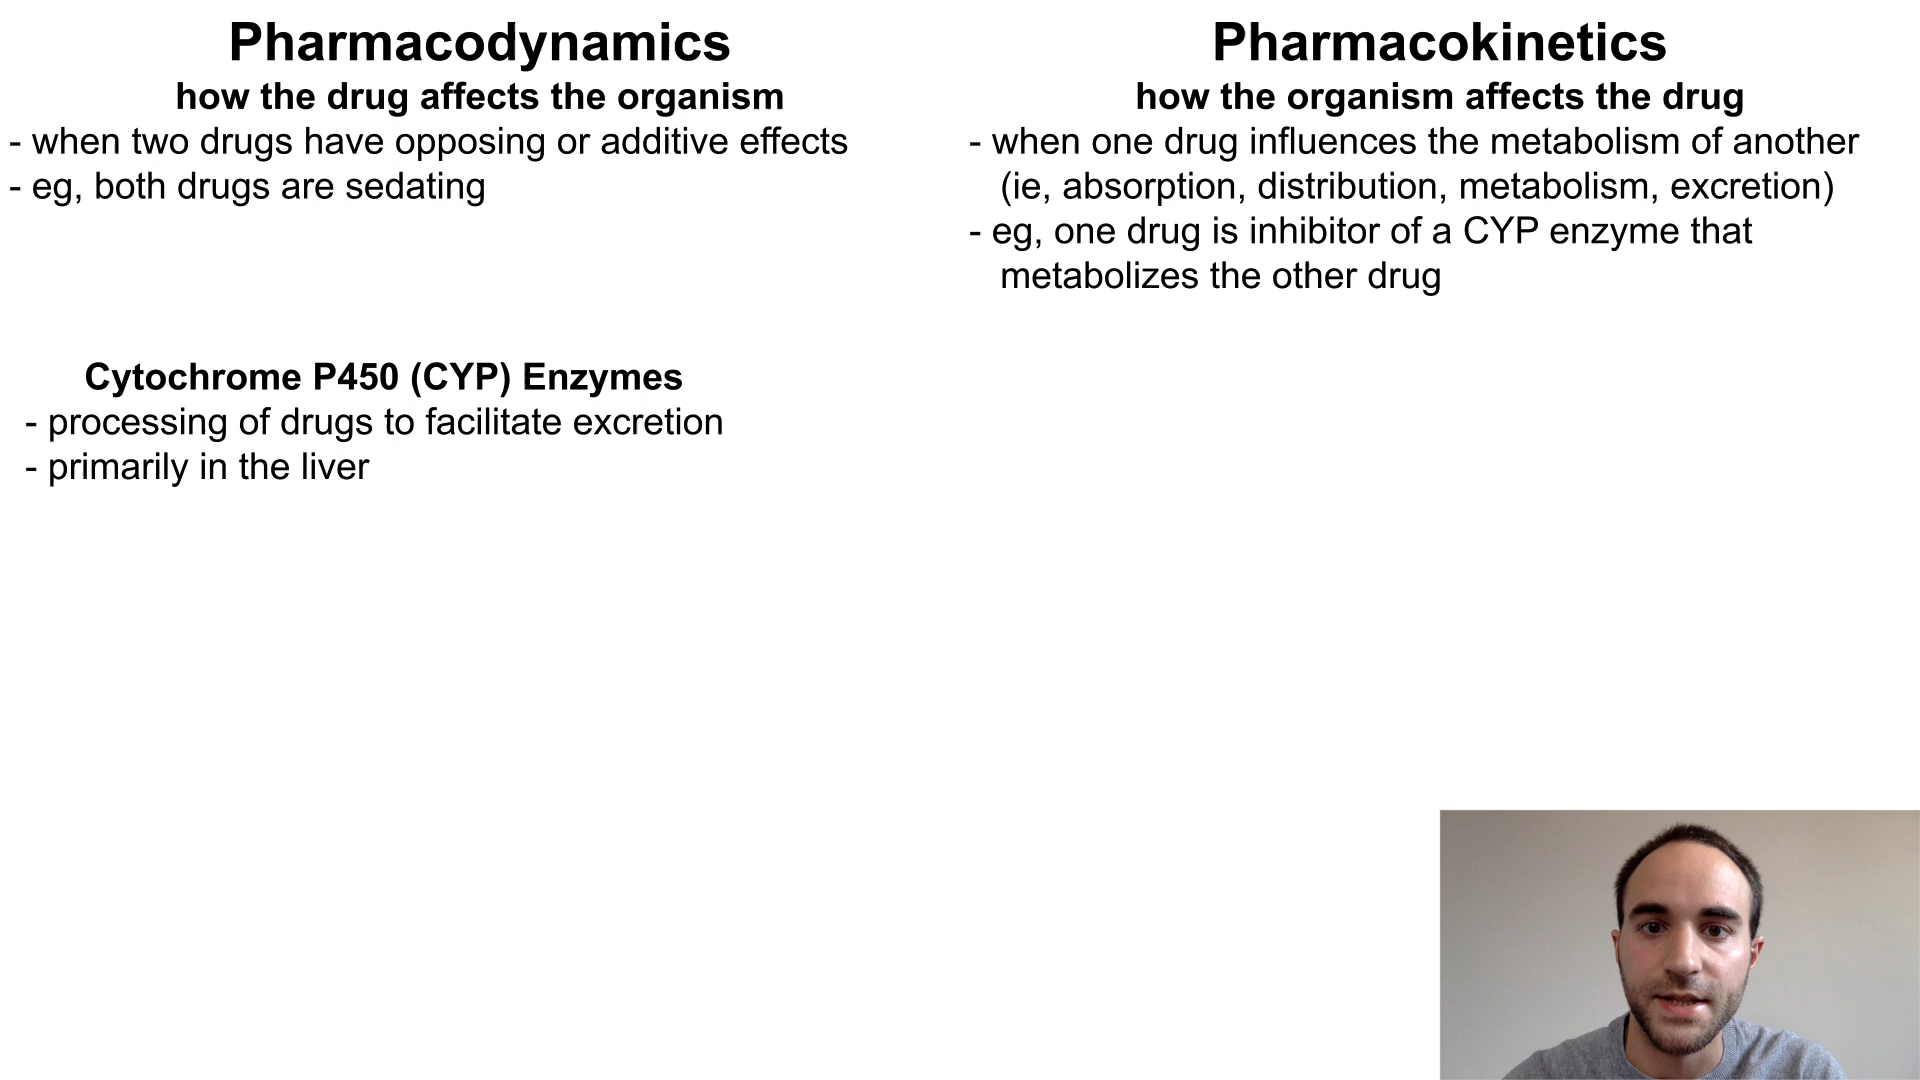 Pharmacodynamics
how the drug affects the organism
- when two drugs have opposing or additive effects
- eg, both drugs are sedating
Pharmacokinetics
how the organism affects the drug
- when one drug influences the metabolism of another
(ie, absorption, distribution, metabolism, excretion)
- eg, one drug is inhibitor of a CYP enzyme that
metabolizes the other drug
Cytochrome P450 (CYP) Enzymes
- processing of drugs to facilitate excretion
- primarily in the liver